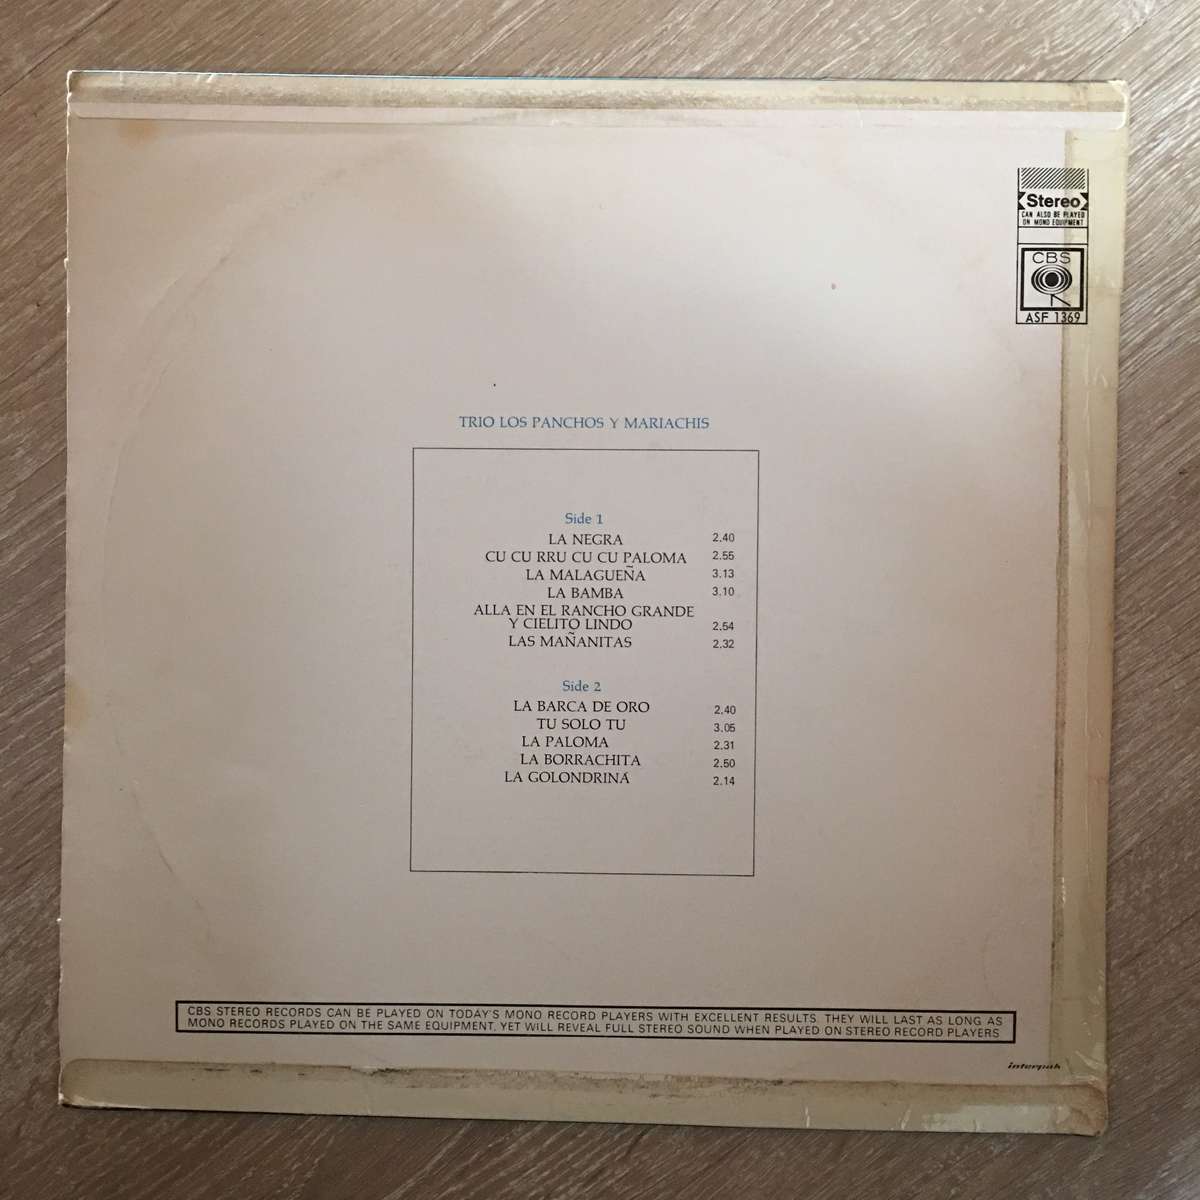 Stereo
CAN ALSO BE PLAYED
ON MONO EQUIPMENT
CBS
ASF 1369
TRIO LOS PANCHOS Y MARIACHIS
Side 1
LA NEGRA 2.40
CU CU RRU CU CU PALOMA 2.55
LA MALAGUEÑA 3.13
LA BAMBA 3.10
ALLA EN EL RANCHO GRANDE
Y CIELITO LINDO 2.54
LAS MAÑANITAS 2.32
Side 2
LA BARCA DE ORO 2.40
TU SOLO TU 3.05
LA PALOMA 2.31
LA BORRACHITA 2.50
LA GOLONDRINA 2.14
CBS STEREO RECORDS CAN BE PLAYED ON TODAY'S MONO RECORD PLAYERS WITH EXCELLENT RESULTS. THEY WILL LAST AS LONG AS
MONO RECORDS PLAYED ON THE SAME EQUIPMENT, YET WILL REVEAL FULL STEREO SOUND WHEN PLAYED ON STEREO RECORD PLAYERS
interpak